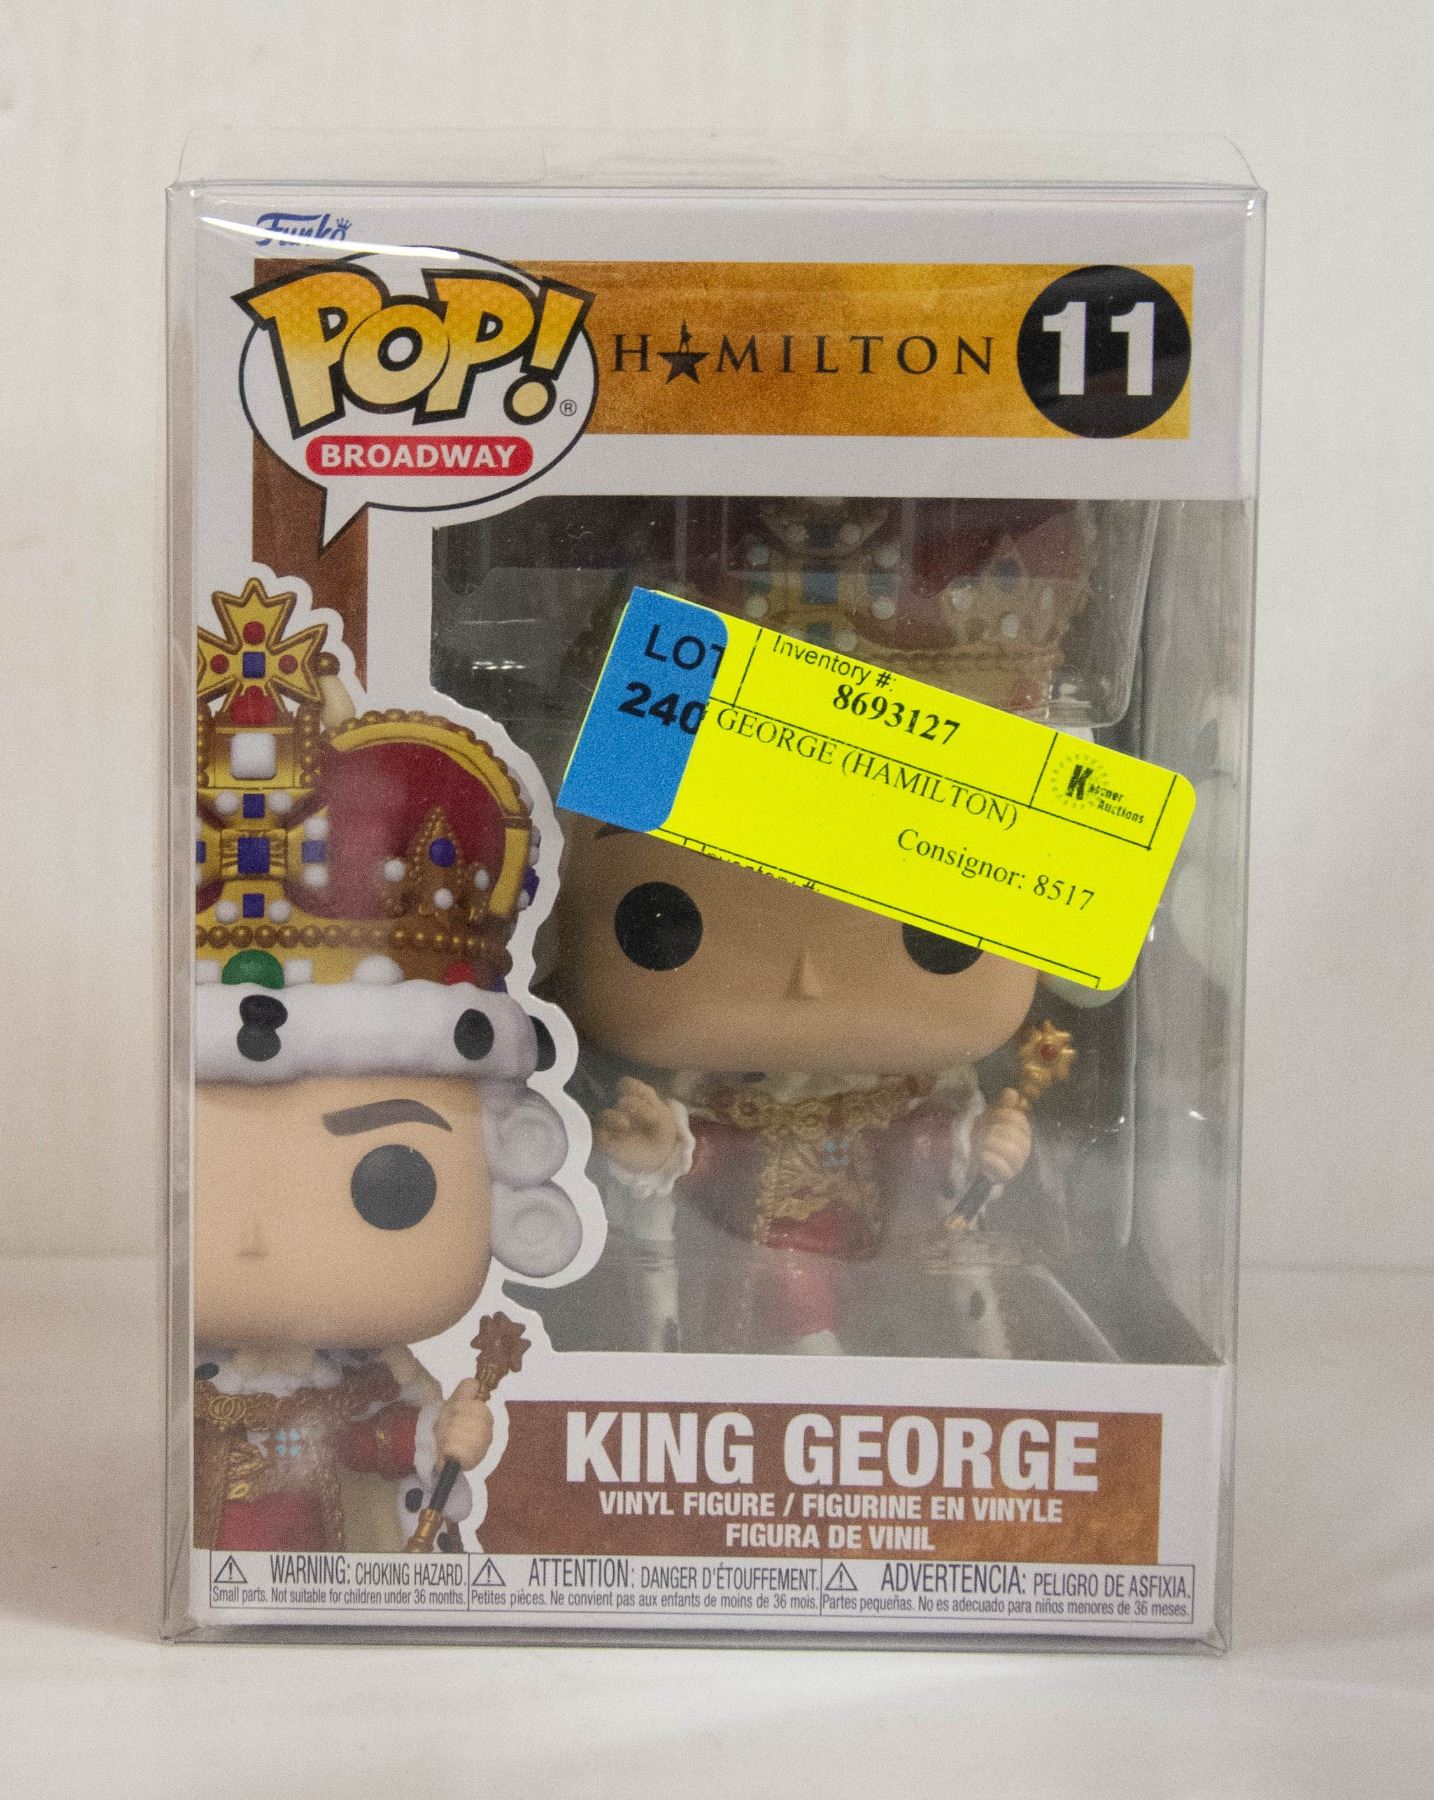 Funko
POP!®
BROADWAY
HAMILTON
11
LOT
240
Inventory #:
8693127
GEORGE (HAMILTON)
Kastner
Auctions
Consignor: 8517
Inventory #:
KING GEORGE
VINYL FIGURE / FIGURINE EN VINYLE
FIGURA DE VINIL
WARNING: CHOKING HAZARD.
Small parts. Not suitable for children under 36 months.
ATTENTION: DANGER D'ÉTOUFFEMENT.
Petites pièces. Ne convient pas aux enfants de moins de 36 mois.
ADVERTENCIA: PELIGRO DE ASFIXIA.
Partes pequeñas. No es adecuado para niños menores de 36 meses.